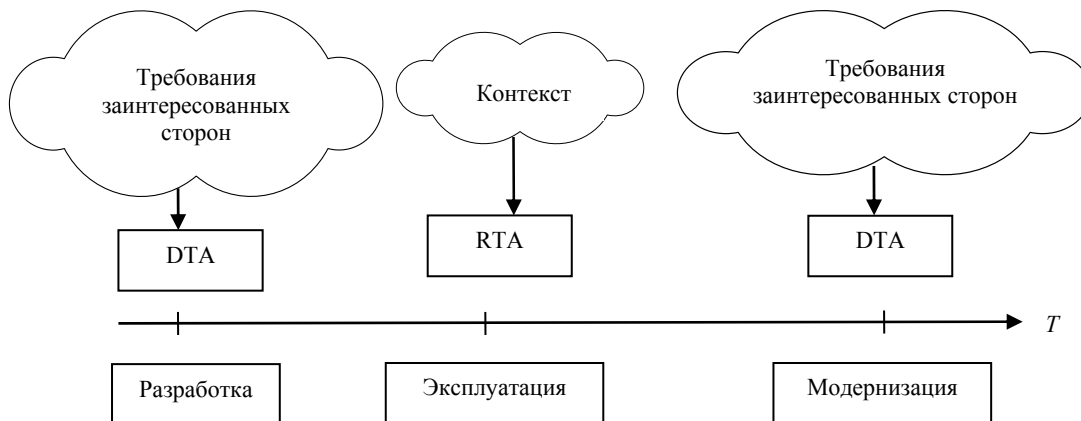 Требования
заинтересованных
сторон
Контекст
Требования
заинтересованных сторон
DTA
RTA
DTA
T
Разработка
Эксплуатация
Модернизация